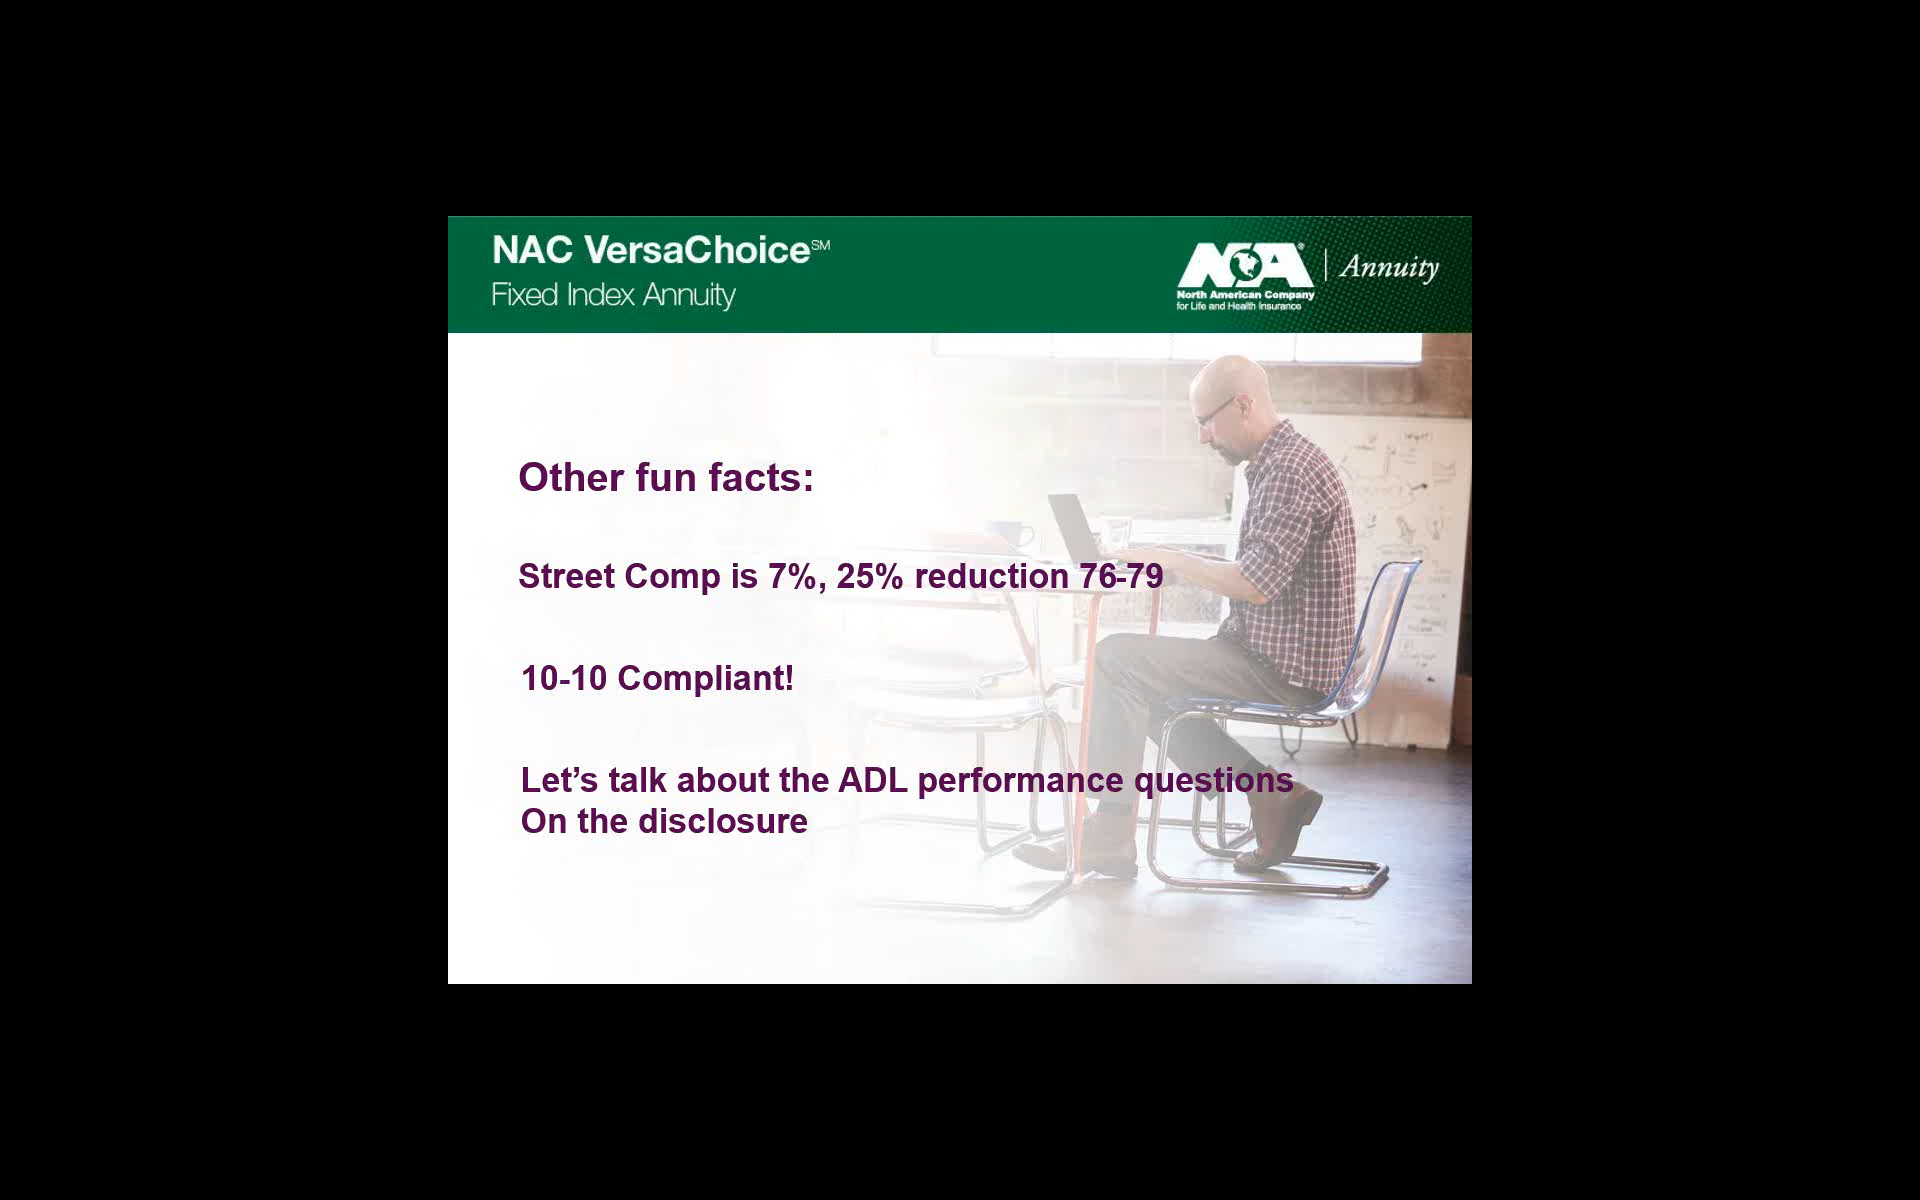 NAC VersaChoice℠
Fixed Index Annuity
NA®
North American Company
for Life and Health Insurance
Annuity
Other fun facts:
Street Comp is 7%, 25% reduction 76-79
10-10 Compliant!
Let’s talk about the ADL performance questions
On the disclosure